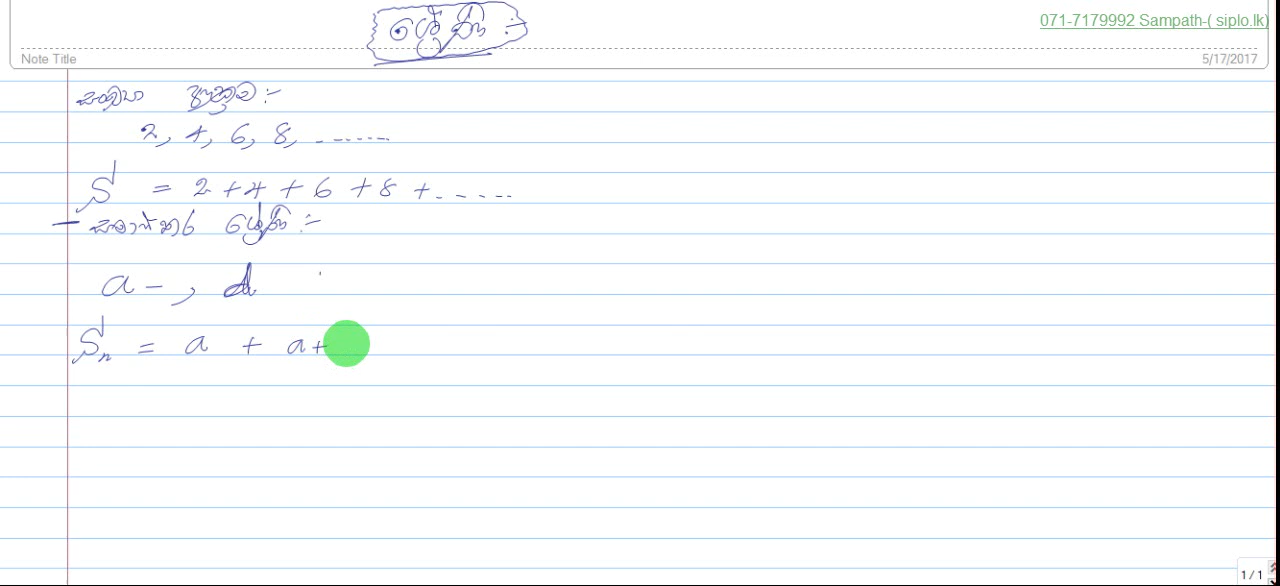 ශ්‍රේණි :-
071-7179992 Sampath-( siplo.lk)
Note Title
5/17/2017
සංඛ්‍යා අනුක්‍රම :-
2, 4, 6, 8, .......
S = 2 + 4 + 6 + 8 + ......
- සමාන්තර ශ්‍රේණි :-
a - , d
Sn = a + a +
1 / 1